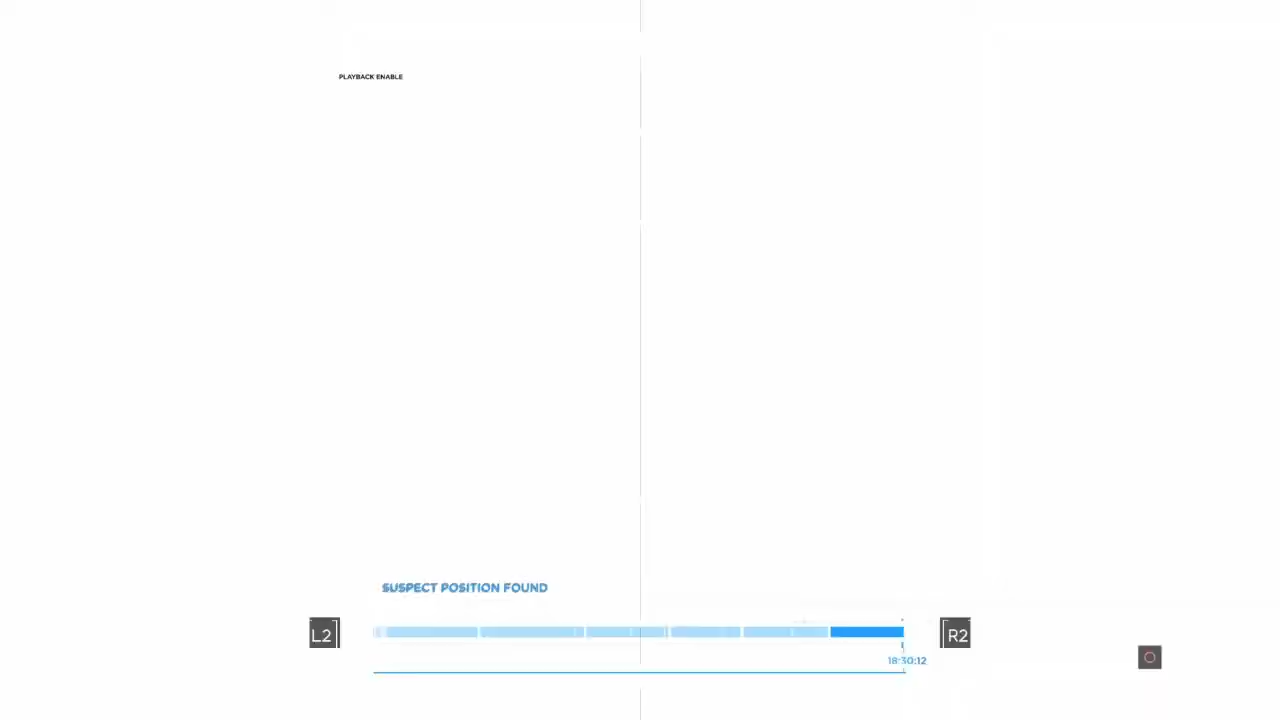 PLAYBACK ENABLE
SUSPECT POSITION FOUND
L2
R2
18:30:12